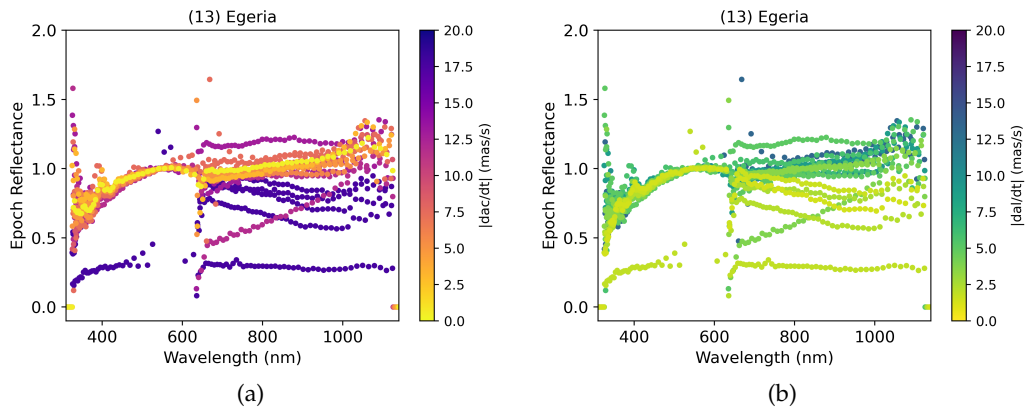 (13) Egeria
2.0
1.5
1.0
0.5
0.0
Epoch Reflectance
400 600 800 1000
Wavelength (nm)
20.0
17.5
15.0
12.5
10.0
7.5
5.0
2.5
0.0
|dac/dt| (mas/s)
(a)
(13) Egeria
2.0
1.5
1.0
0.5
0.0
Epoch Reflectance
400 600 800 1000
Wavelength (nm)
20.0
17.5
15.0
12.5
10.0
7.5
5.0
2.5
0.0
|dal/dt| (mas/s)
(b)